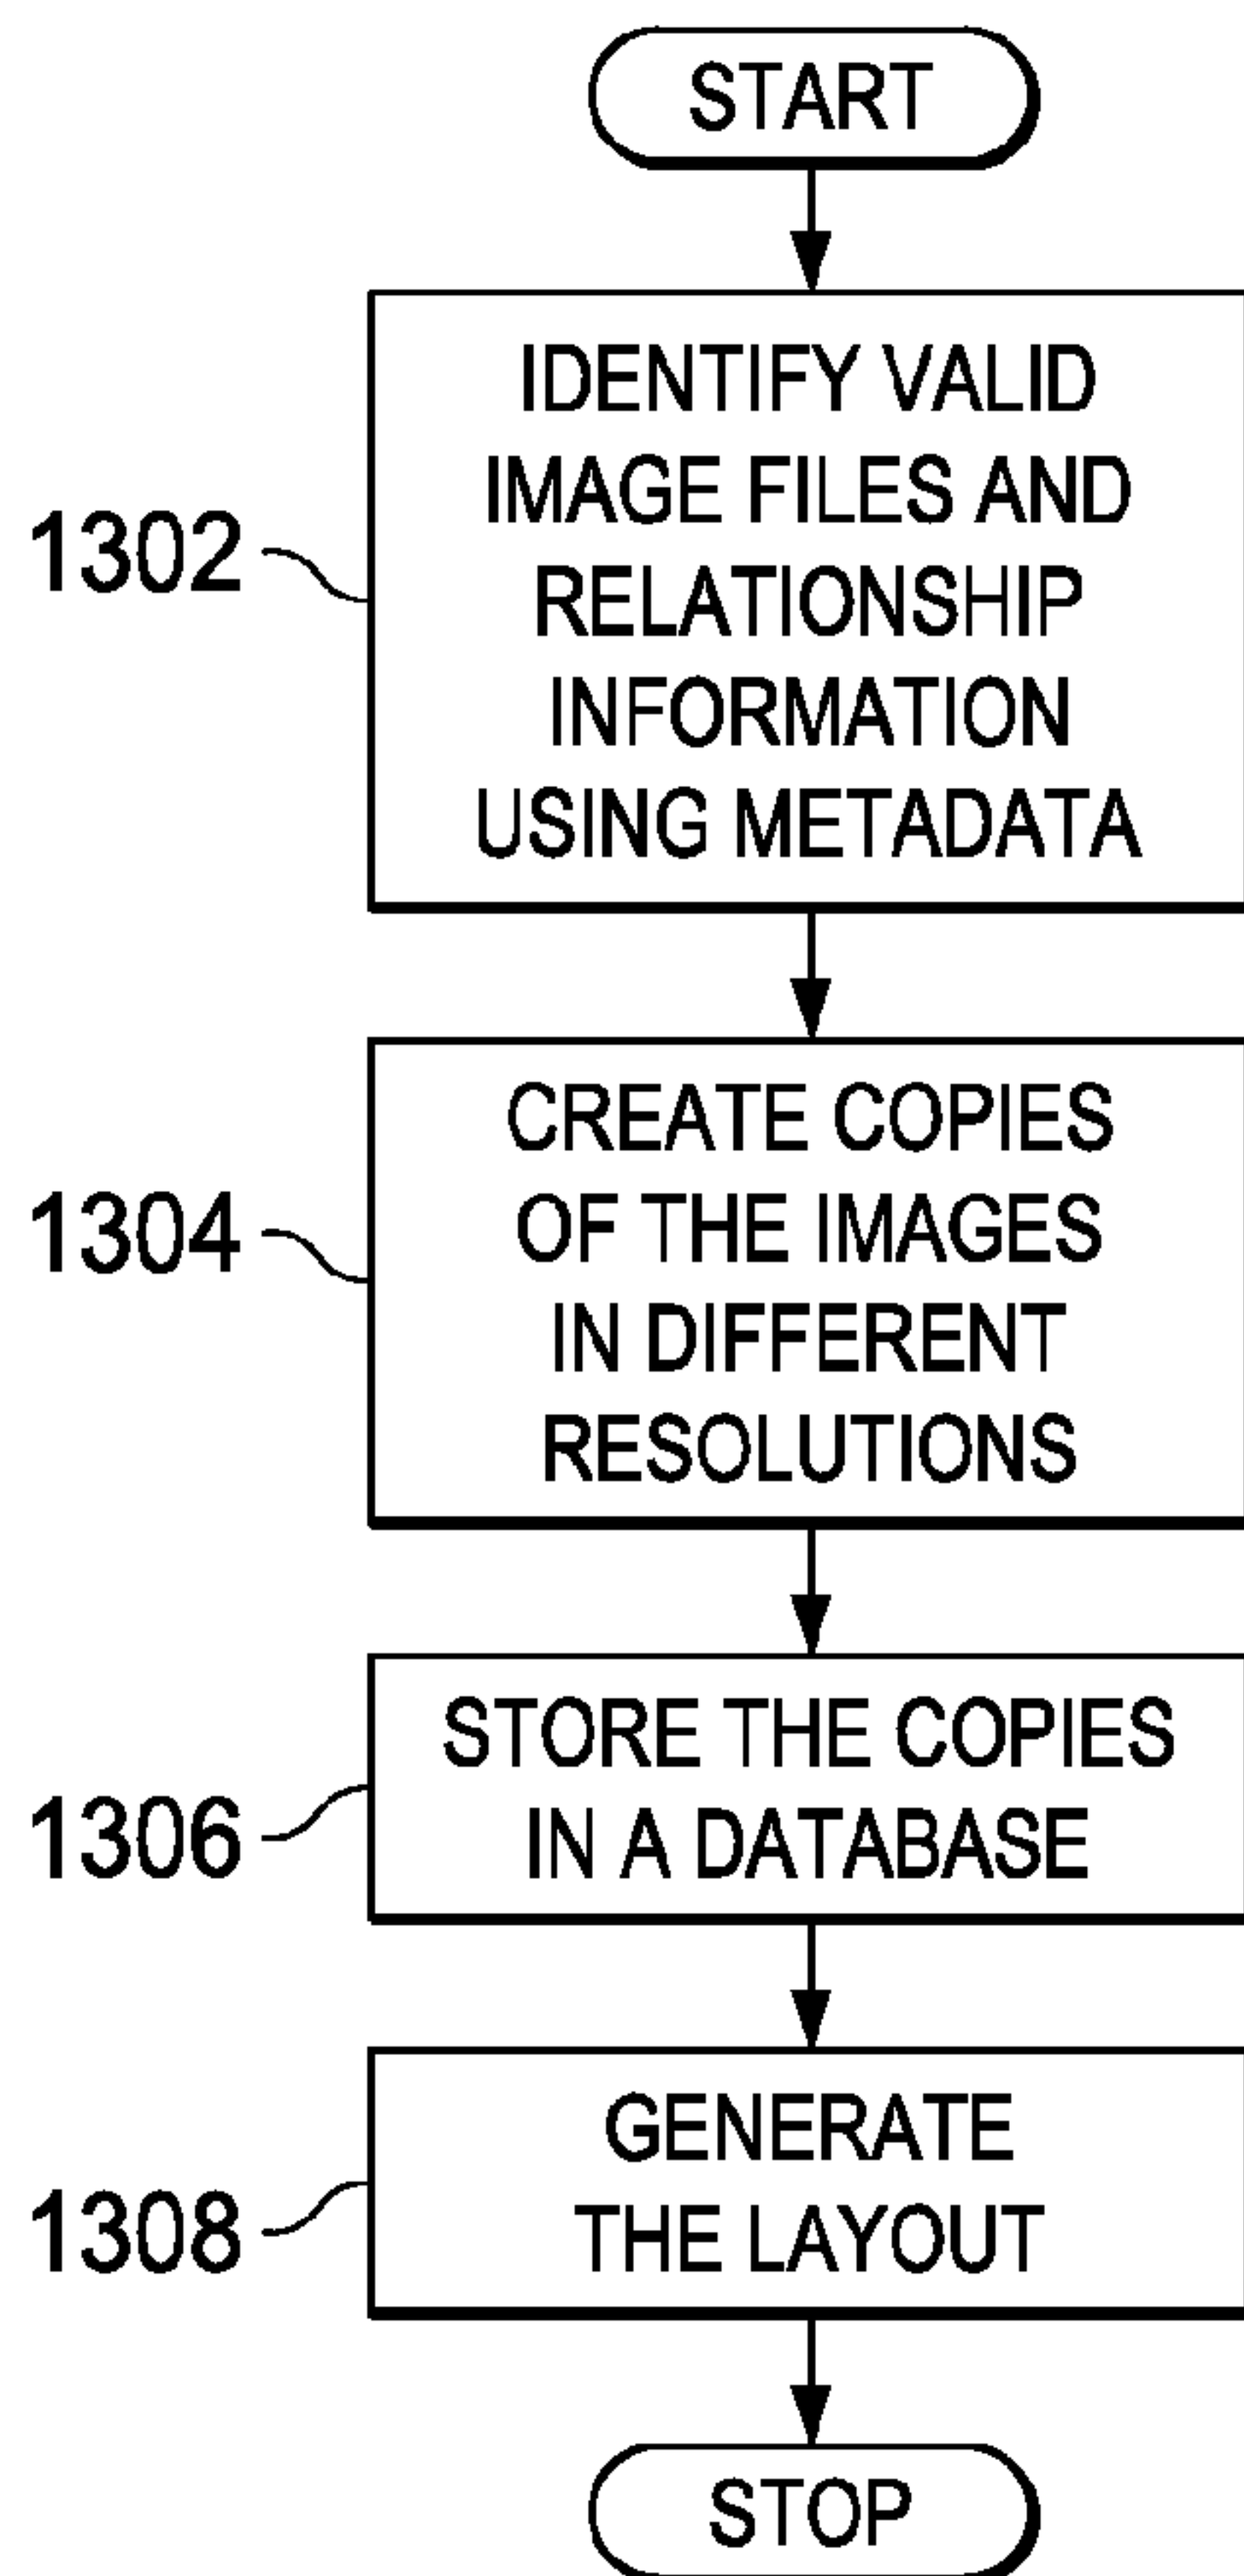 START
IDENTIFY VALID
IMAGE FILES AND
1302
RELATIONSHIP
INFORMATION
USING METADATA
CREATE COPIES
1304
OF THE IMAGES
IN DIFFERENT
RESOLUTIONS
STORE THE COPIES
1306
IN A DATABASE
GENERATE
1308
THE LAYOUT
STOP